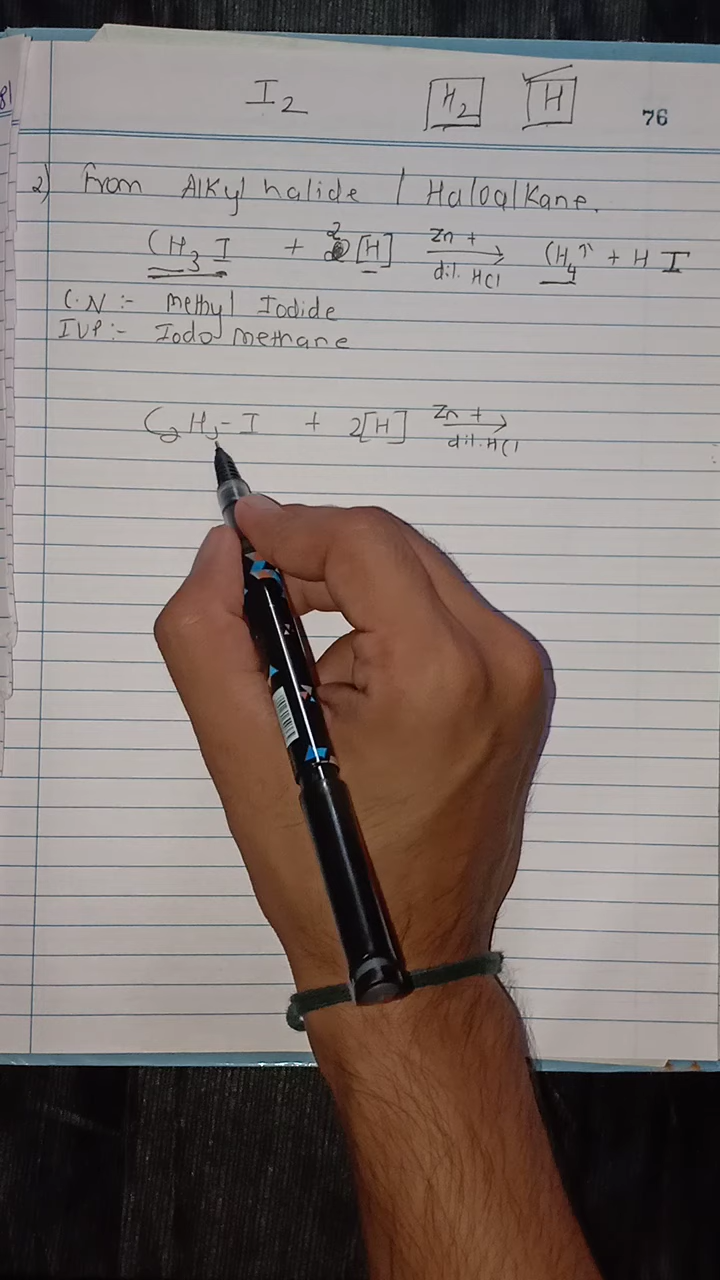 I2 H2 H 76
81
2) From Alkyl halide / Haloalkane.
CH3I + 2[H] Zn + dil. HCl → CH4↑ + HI
C.N :- Methyl Iodide
IUP :- Iodo methane
C2H5-I + 2[H] Zn + dil. HCl →